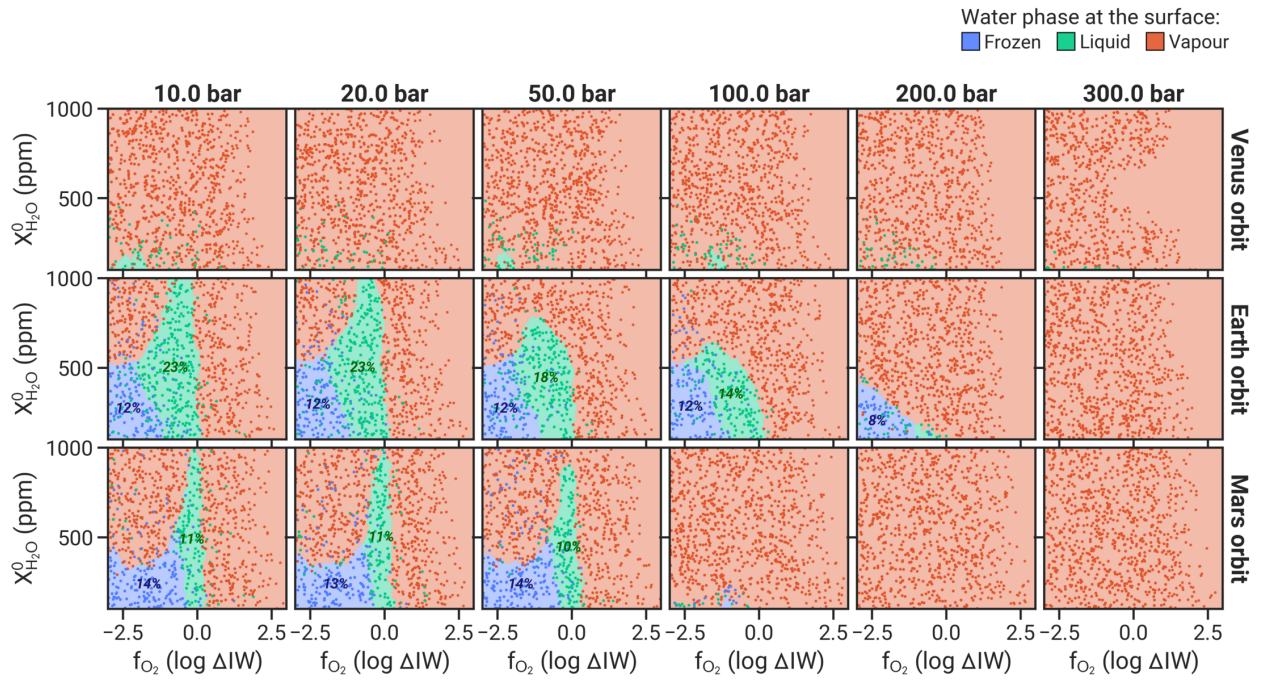 Water phase at the surface:
Frozen Liquid Vapour
10.0 bar 20.0 bar 50.0 bar 100.0 bar 200.0 bar 300.0 bar
1000
500
X⁰H₂O (ppm)
Venus orbit
1000
500
X⁰H₂O (ppm)
23% 12%
23% 12%
18% 12%
14% 12%
8%
Earth orbit
1000
500
X⁰H₂O (ppm)
11% 14%
11% 13%
10% 14%
Mars orbit
−2.5 0.0 2.5 −2.5 0.0 2.5 −2.5 0.0 2.5 −2.5 0.0 2.5 −2.5 0.0 2.5 −2.5 0.0 2.5
fO₂ (log ΔIW) fO₂ (log ΔIW) fO₂ (log ΔIW) fO₂ (log ΔIW) fO₂ (log ΔIW) fO₂ (log ΔIW)